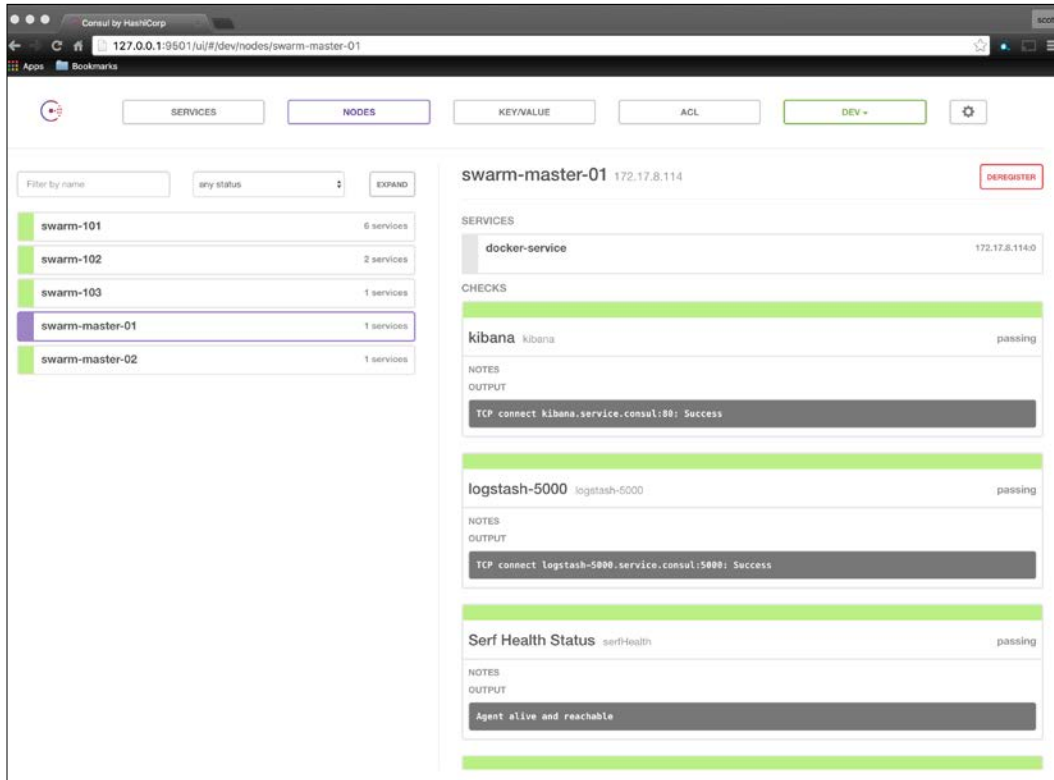 Consul by HashiCorp
scot
127.0.0.1:9501/ui/#/dev/nodes/swarm-master-01
Apps Bookmarks
SERVICES NODES KEY/VALUE ACL DEV
Filter by name any status EXPAND
swarm-101 6 services
swarm-102 2 services
swarm-103 1 services
swarm-master-01 1 services
swarm-master-02 1 services
swarm-master-01 172.17.8.114 DEREGISTER
SERVICES
docker-service 172.17.8.114:0
CHECKS
kibana kibana passing
NOTES
OUTPUT
TCP connect kibana.service.consul:80: Success
logstash-5000 logstash-5000 passing
NOTES
OUTPUT
TCP connect logstash-5000.service.consul:5000: Success
Serf Health Status serfHealth passing
NOTES
OUTPUT
Agent alive and reachable